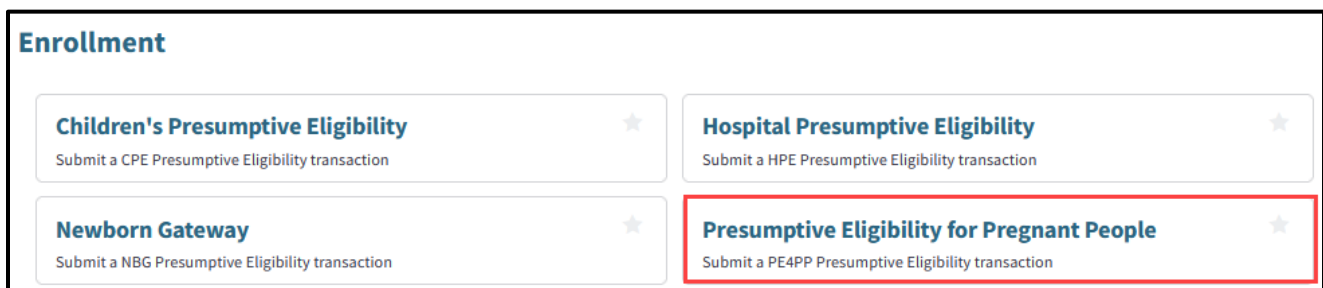 Enrollment
Children's Presumptive Eligibility
Submit a CPE Presumptive Eligibility transaction
Hospital Presumptive Eligibility
Submit a HPE Presumptive Eligibility transaction
Newborn Gateway
Submit a NBG Presumptive Eligibility transaction
Presumptive Eligibility for Pregnant People
Submit a PE4PP Presumptive Eligibility transaction